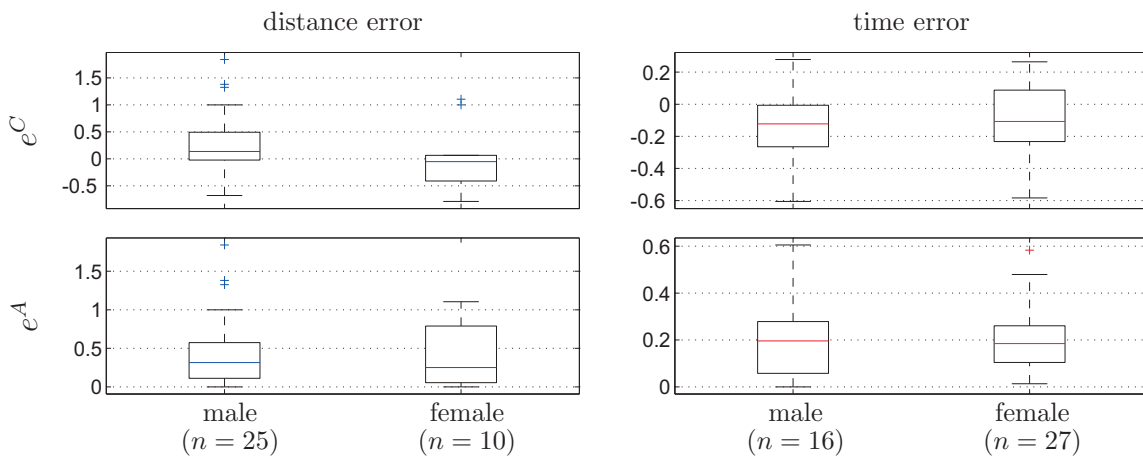 distance error
time error
e^C
1.5
1
0.5
0
-0.5
0.2
0
-0.2
-0.4
-0.6
e^A
1.5
1
0.5
0
0.6
0.4
0.2
0
male
female
male
female
(n = 25)
(n = 10)
(n = 16)
(n = 27)